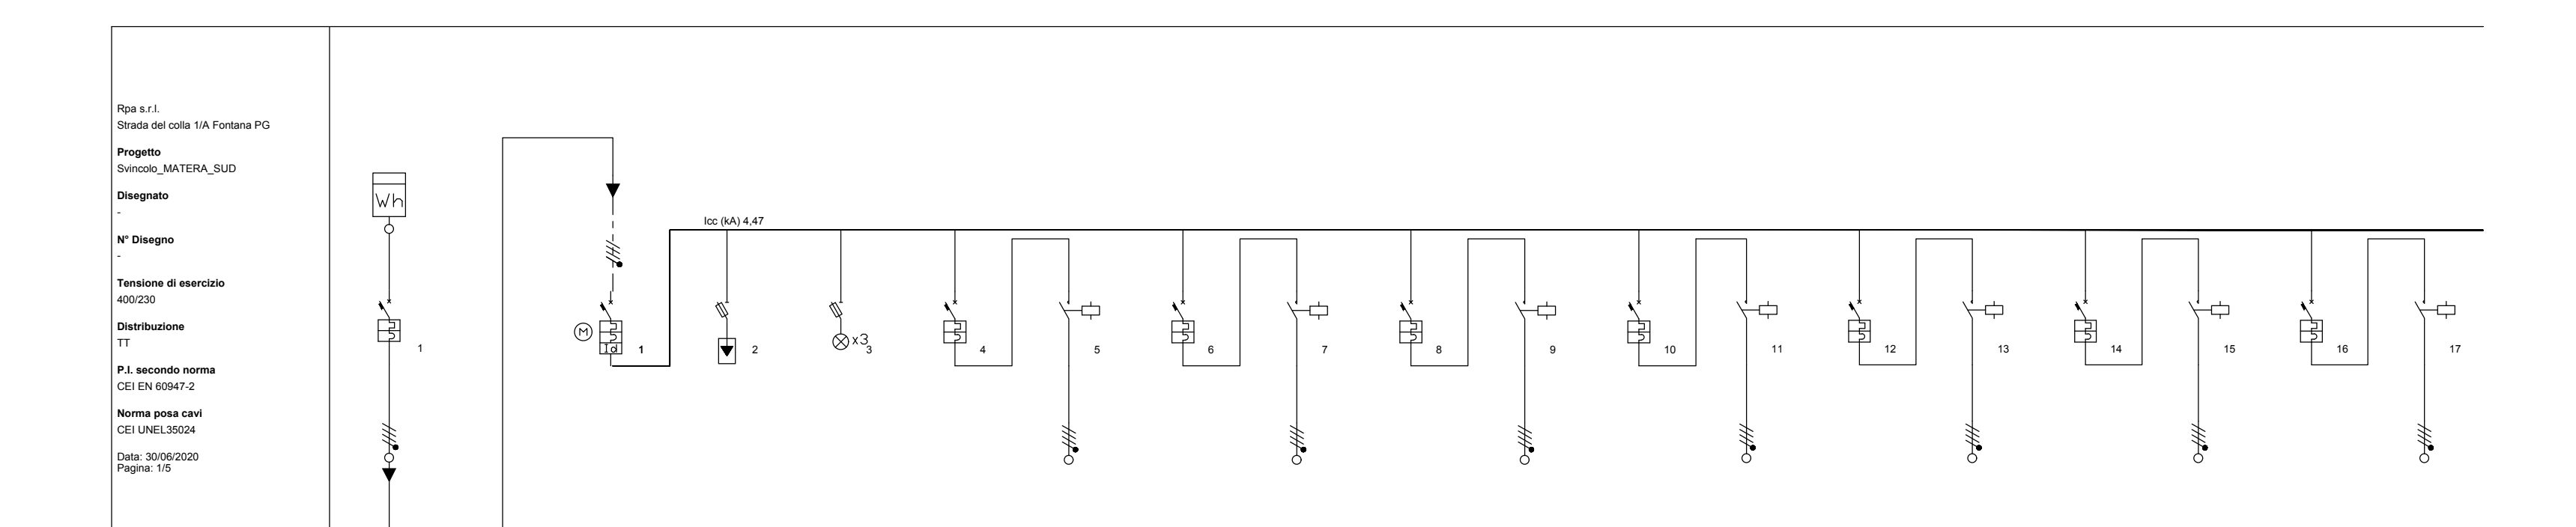 Rpa s.r.l.
Strada del colla 1/A Fontana PG
Progetto
Svincolo_MATERA_SUD
Disegnato
-
N° Disegno
-
Tensione di esercizio
400/230
Distribuzione
TT
P.I. secondo norma
CEI EN 60947-2
Norma posa cavi
CEI UNEL35024
Data: 30/06/2020
Pagina: 1/5
Wh
1
Icc (kA) 4,47
M
Id
1
2
x3
3
4
5
6
7
8
9
10
11
12
13
14
15
16
17